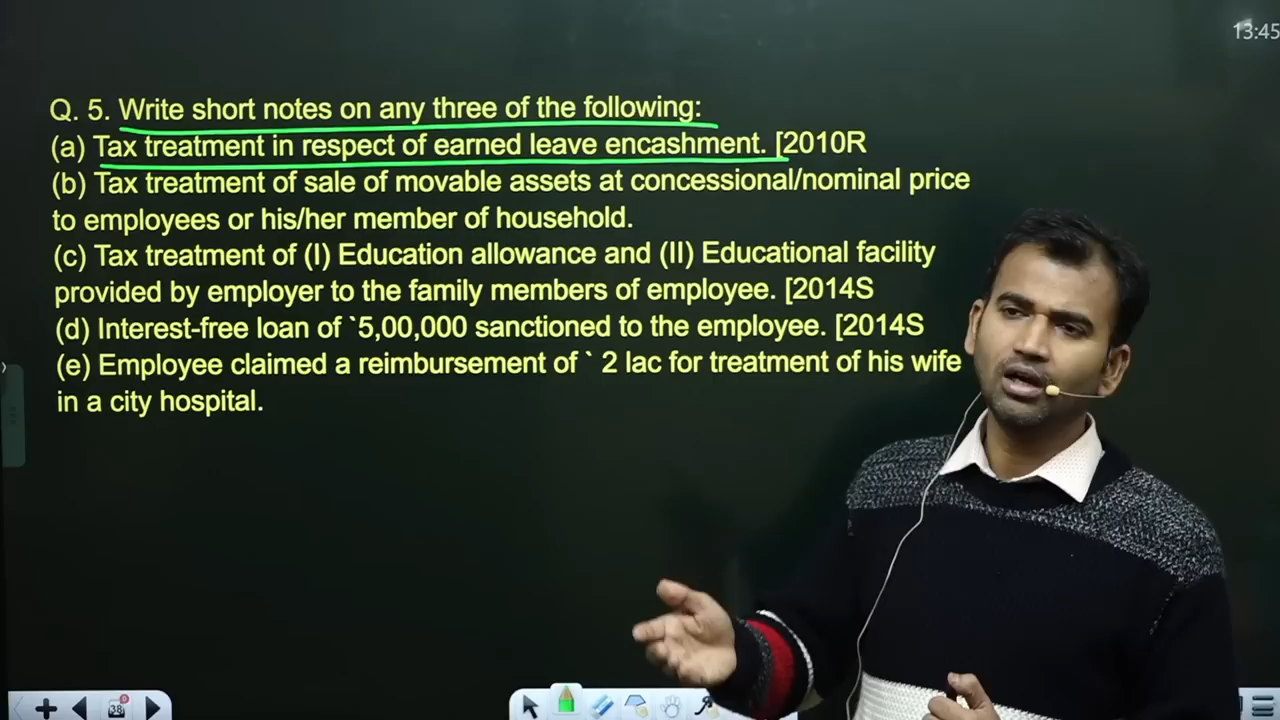 13:45
Q. 5. Write short notes on any three of the following:
(a) Tax treatment in respect of earned leave encashment. [2010R
(b) Tax treatment of sale of movable assets at concessional/nominal price
to employees or his/her member of household.
(c) Tax treatment of (I) Education allowance and (II) Educational facility
provided by employer to the family members of employee. [2014S
(d) Interest-free loan of `5,00,000 sanctioned to the employee. [2014S
(e) Employee claimed a reimbursement of ` 2 lac for treatment of his wife
in a city hospital.
38